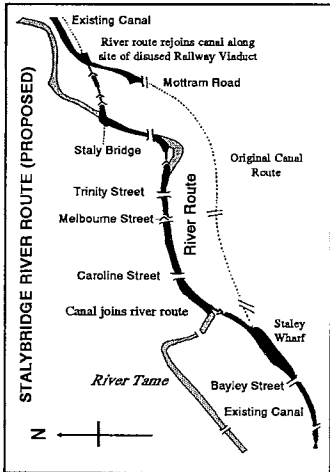 STALYBRIDGE RIVER ROUTE (PROPOSED)
Existing Canal
River route rejoins canal along
site of disused Railway Viaduct
Mottram Road
Staly Bridge
Original Canal
Route
Trinity Street
River Route
Melbourne Street
Caroline Street
Canal joins river route
Staley
Wharf
River Tame
Bayley Street
Existing Canal
N